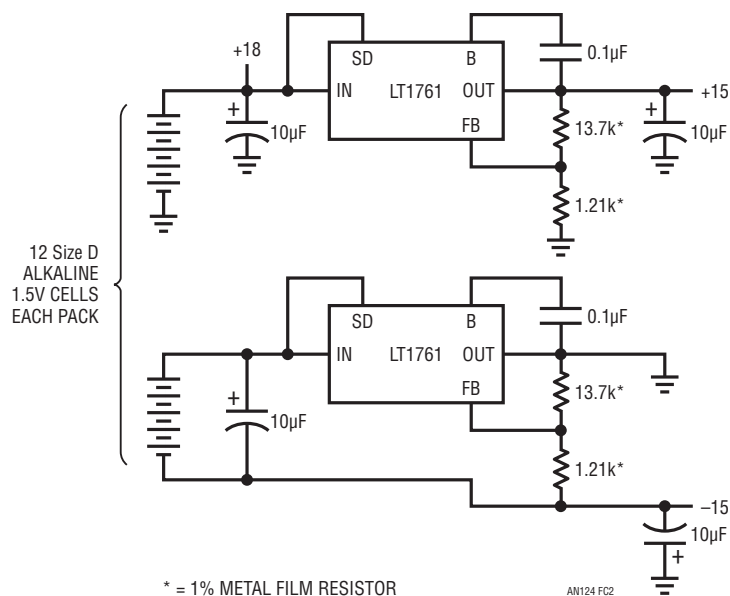 +18
SD
B
0.1µF
IN
LT1761
OUT
+15
+
10µF
FB
13.7k*
+
10µF
1.21k*
12 Size D
ALKALINE
1.5V CELLS
EACH PACK
SD
B
0.1µF
IN
LT1761
OUT
FB
13.7k*
+
10µF
1.21k*
–15
10µF
+
* = 1% METAL FILM RESISTOR
AN124 FC2